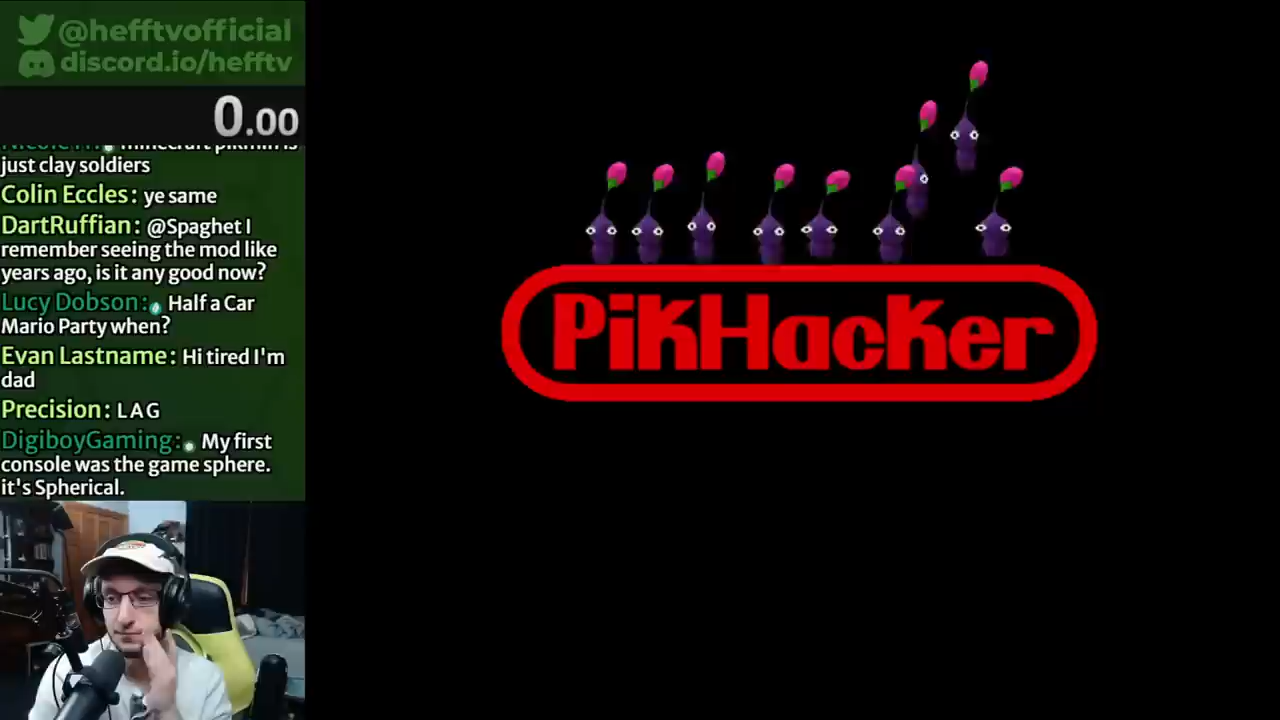 @hefftvofficial
discord.io/hefftv
0.00
just clay soldiers
Colin Eccles: ye same
DartRuffian: @Spaghet I
remember seeing the mod like
years ago, is it any good now?
Lucy Dobson: Half a Car
Mario Party when?
Evan Lastname: Hi tired I'm
dad
Precision: L A G
DigiboyGaming: My first
console was the game sphere.
it's Spherical.
PikHacker